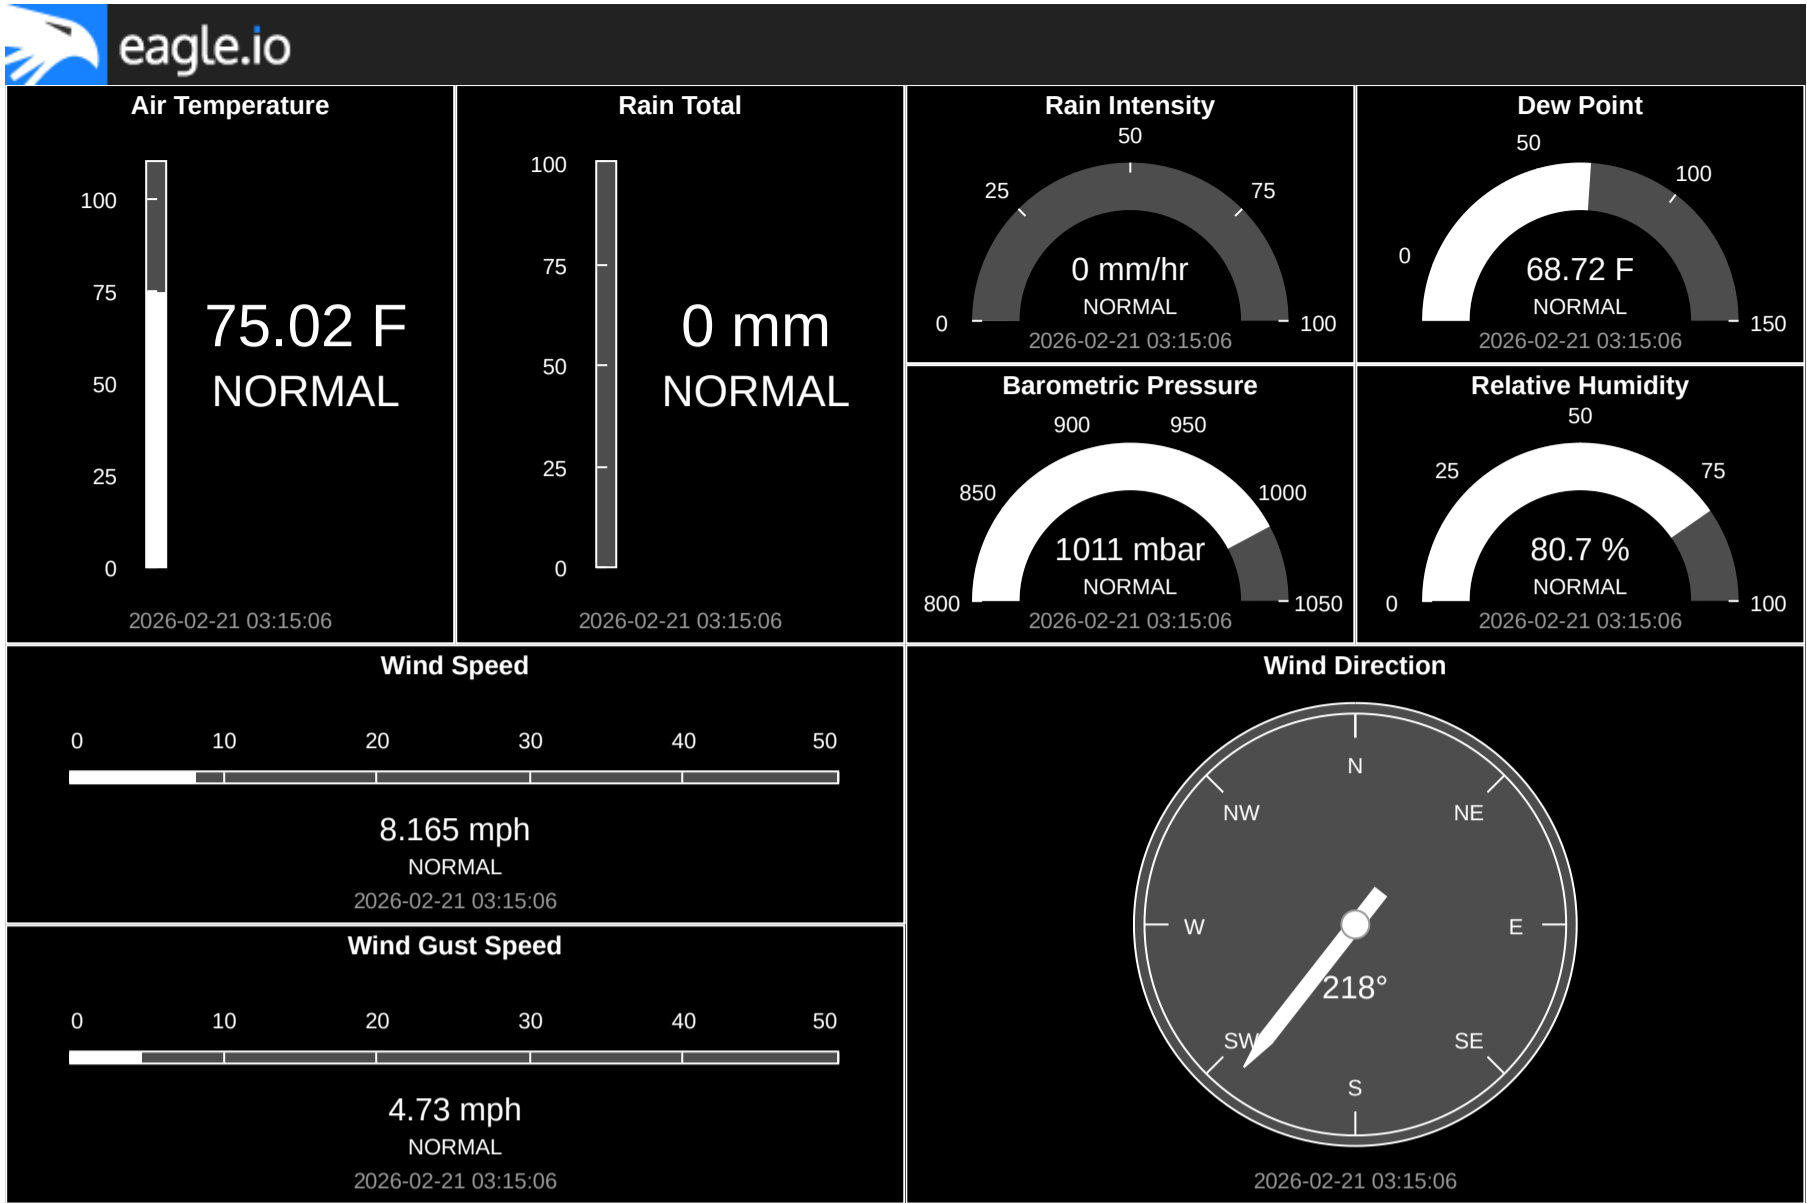 eagle.io
Air Temperature
100
75
50
25
0
75.02 F
NORMAL
2026-02-21 03:15:06
Rain Total
100
75
50
25
0
0 mm
NORMAL
2026-02-21 03:15:06
Rain Intensity
50
25
75
0
100
0 mm/hr
NORMAL
2026-02-21 03:15:06
Dew Point
50
100
0
150
68.72 F
NORMAL
2026-02-21 03:15:06
Barometric Pressure
900
950
850
1000
800
1050
1011 mbar
NORMAL
2026-02-21 03:15:06
Relative Humidity
50
25
75
0
100
80.7 %
NORMAL
2026-02-21 03:15:06
Wind Speed
0 10 20 30 40 50
8.165 mph
NORMAL
2026-02-21 03:15:06
Wind Gust Speed
0 10 20 30 40 50
4.73 mph
NORMAL
2026-02-21 03:15:06
Wind Direction
N
NW
NE
W
E
218°
SW
SE
S
2026-02-21 03:15:06